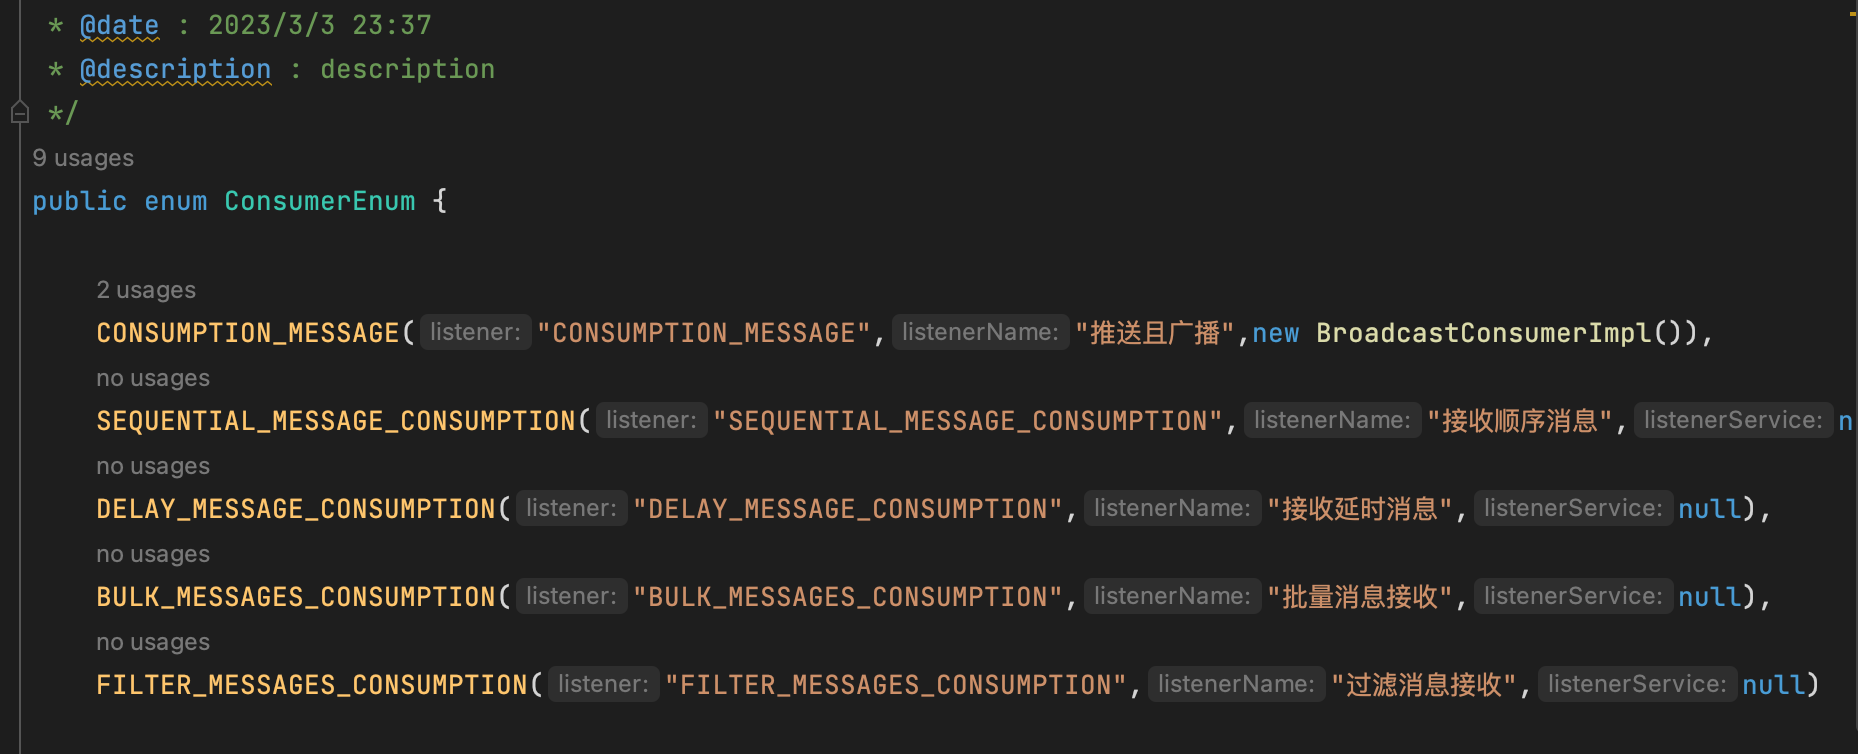 * @date : 2023/3/3 23:37
* @description : description
*/
9 usages
public enum ConsumerEnum {
2 usages
CONSUMPTION_MESSAGE( listener: "CONSUMPTION_MESSAGE", listenerName: "推送且广播",new BroadcastConsumerImpl()),
no usages
SEQUENTIAL_MESSAGE_CONSUMPTION( listener: "SEQUENTIAL_MESSAGE_CONSUMPTION", listenerName: "接收顺序消息", listenerService: n
no usages
DELAY_MESSAGE_CONSUMPTION( listener: "DELAY_MESSAGE_CONSUMPTION", listenerName: "接收延时消息", listenerService: null),
no usages
BULK_MESSAGES_CONSUMPTION( listener: "BULK_MESSAGES_CONSUMPTION", listenerName: "批量消息接收", listenerService: null),
no usages
FILTER_MESSAGES_CONSUMPTION( listener: "FILTER_MESSAGES_CONSUMPTION", listenerName: "过滤消息接收", listenerService: null)